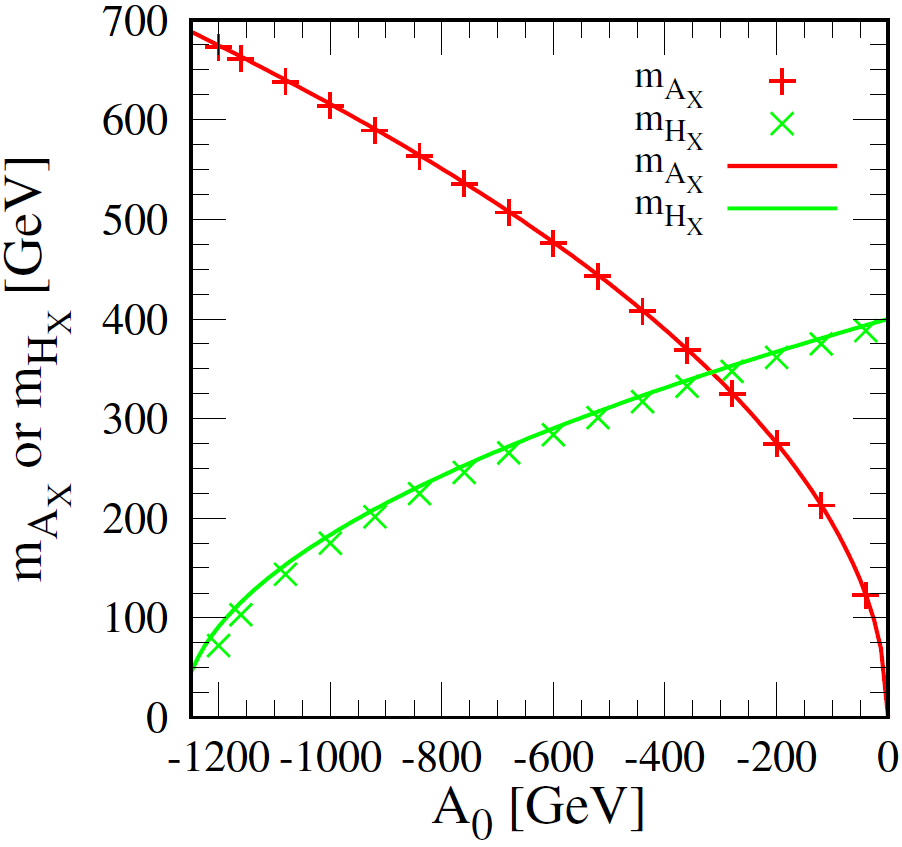 700
600
500
400
300
200
100
0
m_{A_X} or m_{H_X} [GeV]
m_{A_X}
m_{H_X}
m_{A_X}
m_{H_X}
-1200 -1000 -800 -600 -400 -200 0
A_0 [GeV]